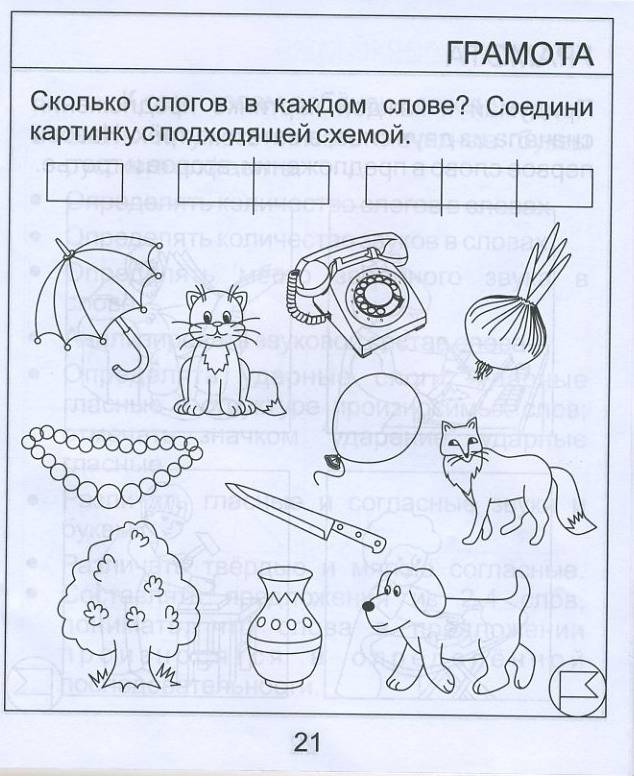 ГРАМОТА
Сколько слогов в каждом слове? Соедини
картинку с подходящей схемой:
21